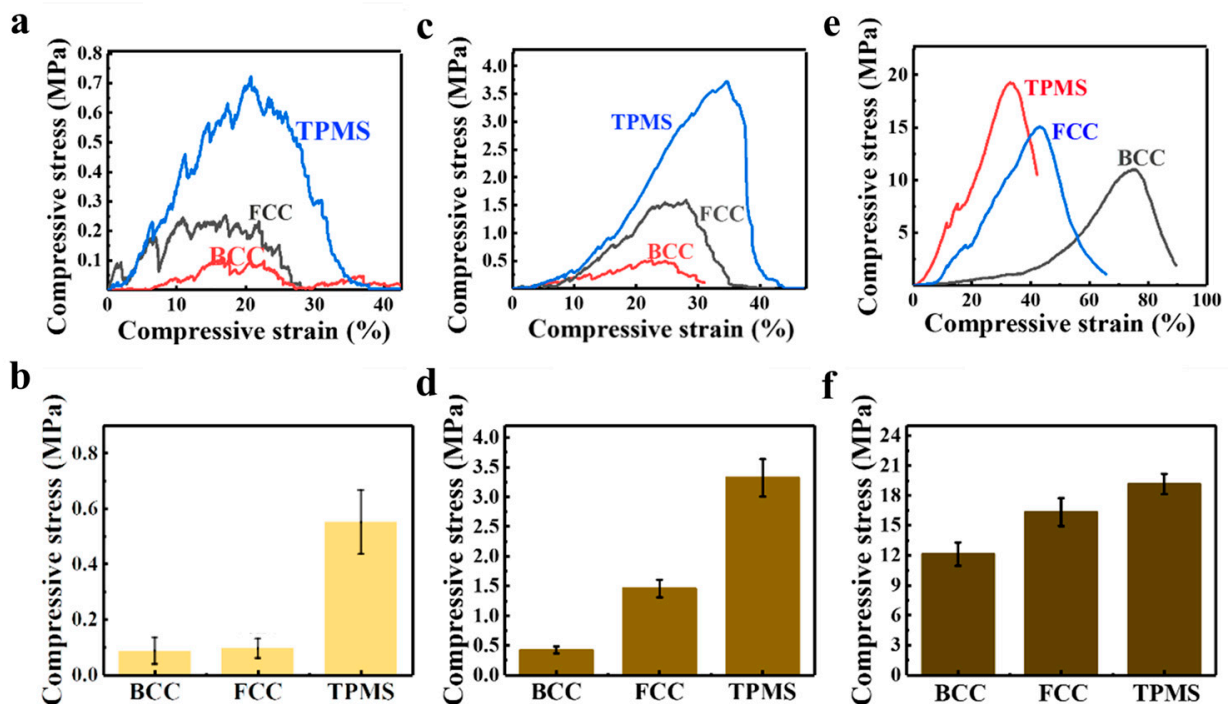 a
Compressive stress (MPa)
0.8
0.7
0.6
0.5
0.4
0.3
0.2
0.1
TPMS
FCC
BCC
0 10 20 30 40
Compressive strain (%)
c
Compressive stress (MPa)
4.0
3.5
3.0
2.5
2.0
1.5
1.0
0.5
TPMS
FCC
BCC
0 10 20 30 40
Compressive strain (%)
e
Compressive stress (MPa)
20
15
10
5
TPMS
FCC
BCC
0 20 40 60 80 100
Compressive strain (%)
b
Compressive stress (MPa)
0.8
0.6
0.4
0.2
0.0
BCC FCC TPMS
d
Compressive stress (MPa)
4.0
3.5
3.0
2.5
2.0
1.5
1.0
0.5
0.0
BCC FCC TPMS
f
Compressive stress (MPa)
24
21
18
15
12
9
6
3
0
BCC FCC TPMS